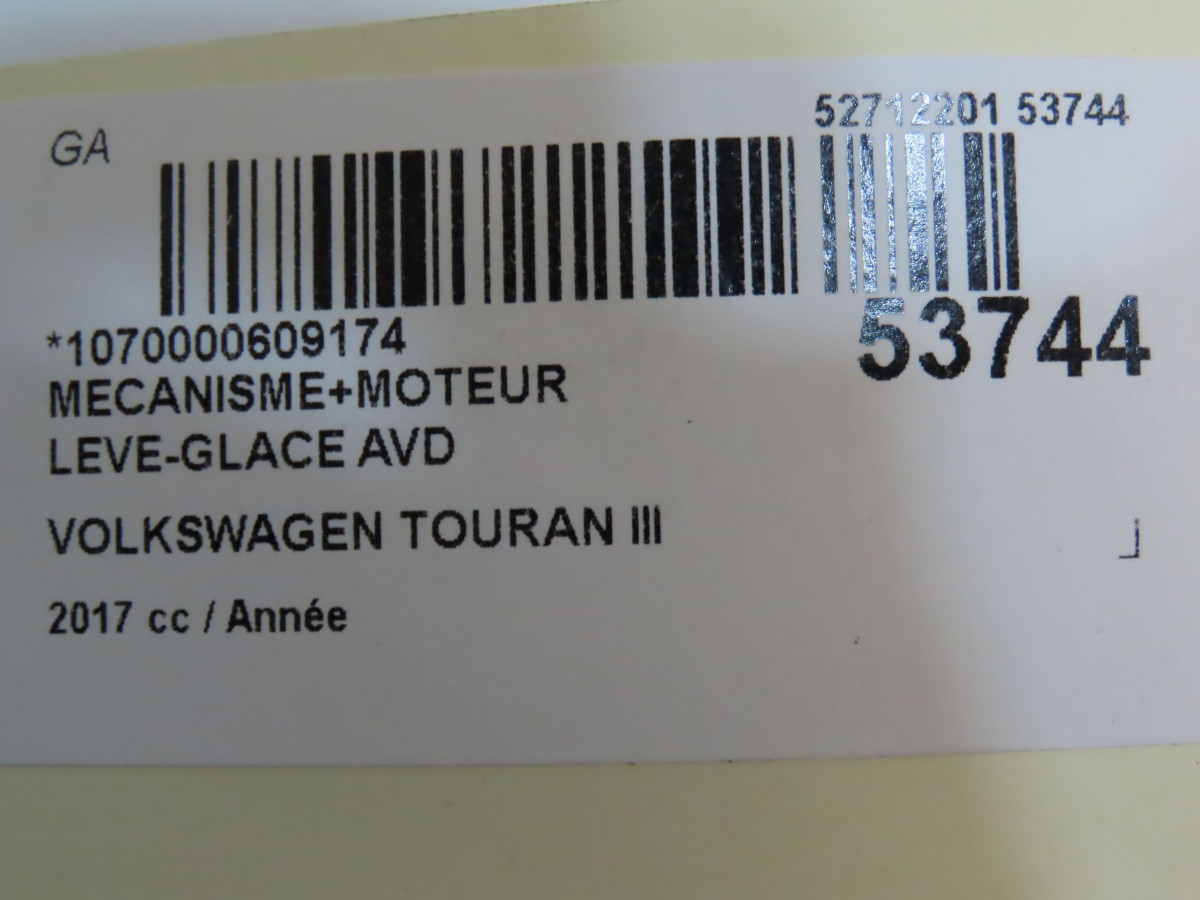 GA
52712201 53744
*1070000609174
53744
MECANISME+MOTEUR
LEVE-GLACE AVD
VOLKSWAGEN TOURAN III
2017 cc / Année